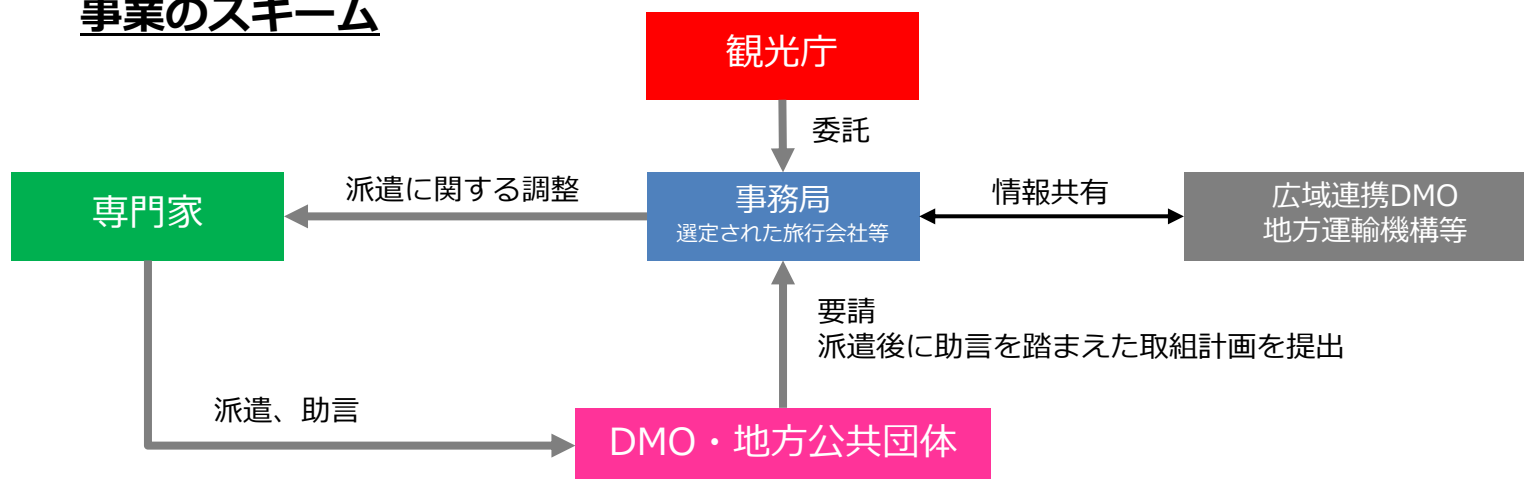 事業のスキーム
観光庁
委託
専門家
派遣に関する調整
事務局
選定された旅行会社等
情報共有
広域連携DMO
地方運輸機構等
要請
派遣後に助言を踏まえた取組計画を提出
派遣、助言
DMO・地方公共団体